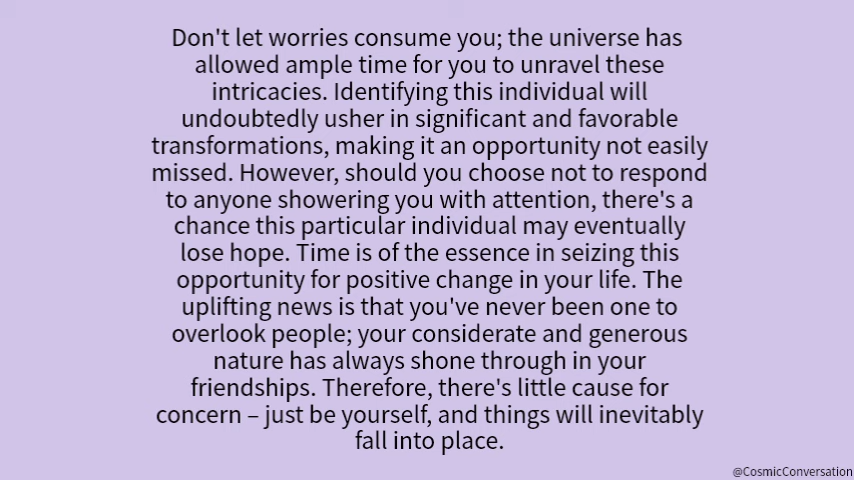 Don't let worries consume you; the universe has
allowed ample time for you to unravel these
intricacies. Identifying this individual will
undoubtedly usher in significant and favorable
transformations, making it an opportunity not easily
missed. However, should you choose not to respond
to anyone showering you with attention, there's a
chance this particular individual may eventually
lose hope. Time is of the essence in seizing this
opportunity for positive change in your life. The
uplifting news is that you've never been one to
overlook people; your considerate and generous
nature has always shone through in your
friendships. Therefore, there's little cause for
concern – just be yourself, and things will inevitably
fall into place.
@CosmicConversation